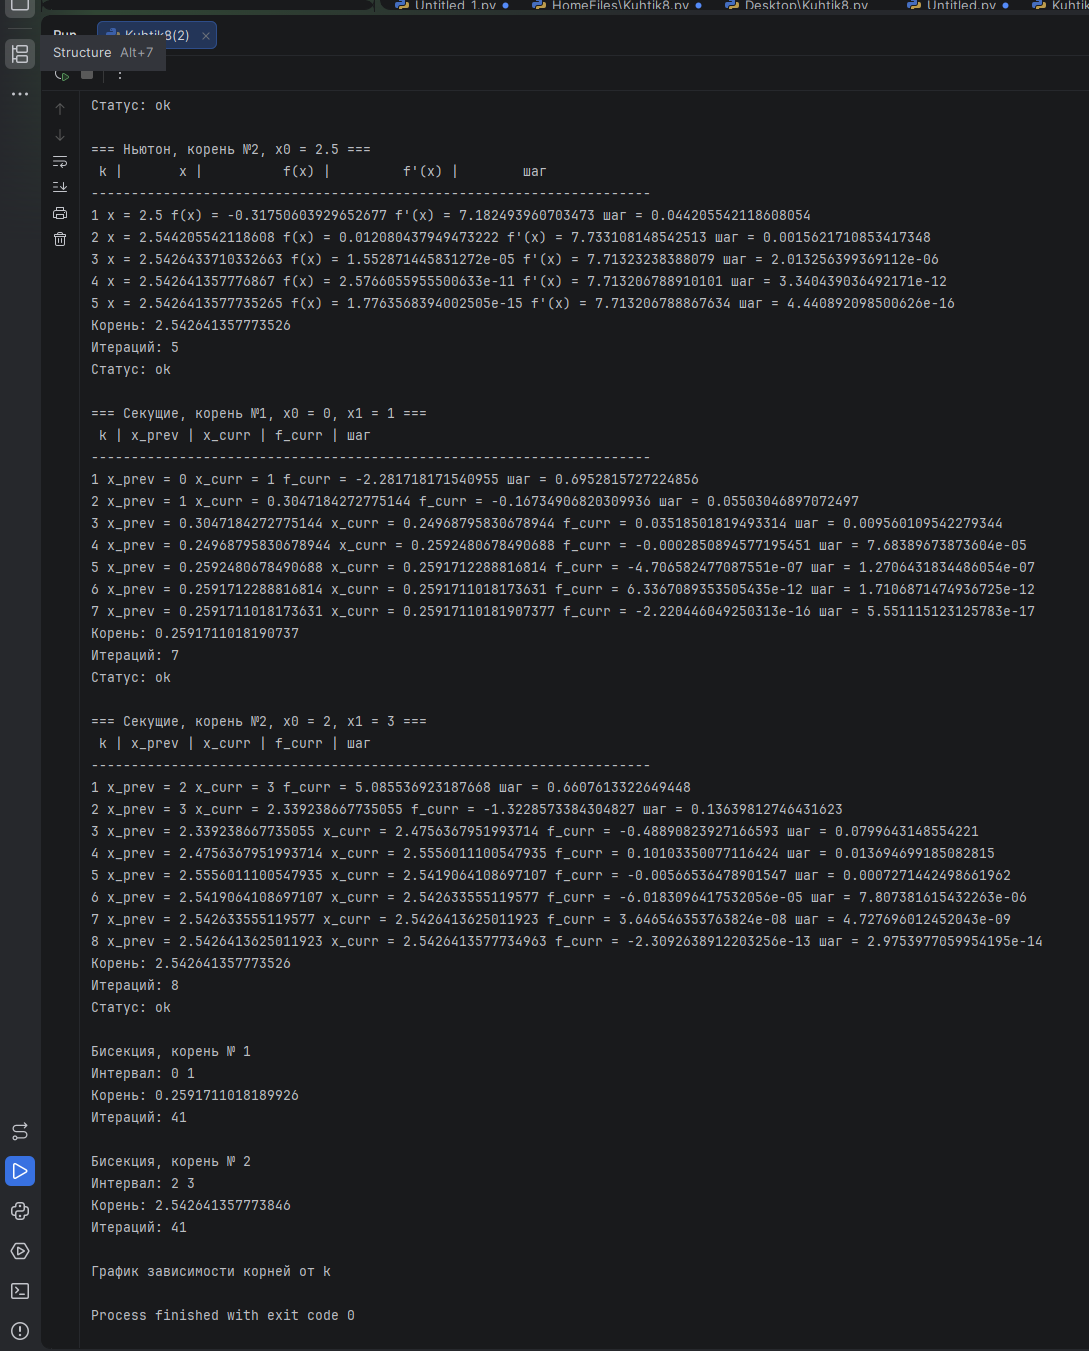 Untitled_1.py HomeFiles\Kuhtik8.py Desktop\Kuhtik8.py Untitled.py Kuhtik
Run Kuhtik8(2)
Structure Alt+7
Статус: ok
=== Ньютон, корень №2, x0 = 2.5 ===
k | x | f(x) | f'(x) | шаг
----------------------------------------------------------------------
1 x = 2.5 f(x) = -0.31750603929652677 f'(x) = 7.182493960703473 шаг = 0.044205542118608054
2 x = 2.544205542118608 f(x) = 0.012080437949473222 f'(x) = 7.733108148542513 шаг = 0.0015621710853417348
3 x = 2.5426433710332663 f(x) = 1.552871445831272e-05 f'(x) = 7.71323238388079 шаг = 2.013256399369112e-06
4 x = 2.542641357776867 f(x) = 2.5766055955500633e-11 f'(x) = 7.713206788910101 шаг = 3.340439036492171e-12
5 x = 2.5426413577735265 f(x) = 1.7763568394002505e-15 f'(x) = 7.713206788867634 шаг = 4.440892098500626e-16
Корень: 2.542641357773526
Итераций: 5
Статус: ok
=== Секущие, корень №1, x0 = 0, x1 = 1 ===
k | x_prev | x_curr | f_curr | шаг
----------------------------------------------------------------------
1 x_prev = 0 x_curr = 1 f_curr = -2.281718171540955 шаг = 0.6952815727224856
2 x_prev = 1 x_curr = 0.3047184272775144 f_curr = -0.16734906820309936 шаг = 0.05503046897072497
3 x_prev = 0.3047184272775144 x_curr = 0.24968795830678944 f_curr = 0.03518501819493314 шаг = 0.009560109542279344
4 x_prev = 0.24968795830678944 x_curr = 0.2592480678490688 f_curr = -0.0002850894577195451 шаг = 7.68389673873604e-05
5 x_prev = 0.2592480678490688 x_curr = 0.2591712288816814 f_curr = -4.706582477087551e-07 шаг = 1.2706431834486054e-07
6 x_prev = 0.2591712288816814 x_curr = 0.2591711018173631 f_curr = 6.3367089353505435e-12 шаг = 1.7106871474936725e-12
7 x_prev = 0.2591711018173631 x_curr = 0.2591711018190737​7 f_curr = -2.220446049250313e-16 шаг = 5.551115123125783e-17
Корень: 0.2591711018190737
Итераций: 7
Статус: ok
=== Секущие, корень №2, x0 = 2, x1 = 3 ===
k | x_prev | x_curr | f_curr | шаг
----------------------------------------------------------------------
1 x_prev = 2 x_curr = 3 f_curr = 5.085536923187668 шаг = 0.6607613322649448
2 x_prev = 3 x_curr = 2.339238667735055 f_curr = -1.3228573384304827 шаг = 0.13639812746431623
3 x_prev = 2.339238667735055 x_curr = 2.4756367951993714 f_curr = -0.48890823927166593 шаг = 0.0799643148554221
4 x_prev = 2.4756367951993714 x_curr = 2.5556011100547935 f_curr = 0.10103350077116424 шаг = 0.013694699185082815
5 x_prev = 2.5556011100547935 x_curr = 2.5419064108697107 f_curr = -0.00566536478901547 шаг = 0.0007271442498661962
6 x_prev = 2.5419064108697107 x_curr = 2.542633555119577 f_curr = -6.0183096417532056e-05 шаг = 7.807381615432263e-06
7 x_prev = 2.542633555119577 x_curr = 2.5426413625011923 f_curr = 3.646546353763824e-08 шаг = 4.727696012452043e-09
8 x_prev = 2.5426413625011923 x_curr = 2.5426413577734963 f_curr = -2.3092638912203256e-13 шаг = 2.9753977059954195e-14
Корень: 2.542641357773526
Итераций: 8
Статус: ok
Бисекция, корень № 1
Интервал: 0 1
Корень: 0.2591711018189926
Итераций: 41
Бисекция, корень № 2
Интервал: 2 3
Корень: 2.542641357773846
Итераций: 41
График зависимости корней от k
Process finished with exit code 0